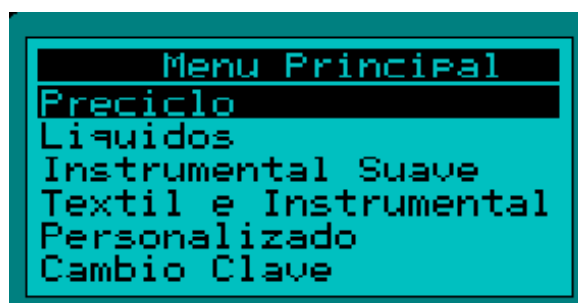 Menu Principal
Preciclo
Liquidos
Instrumental Suave
Textil e Instrumental
Personalizado
Cambio Clave